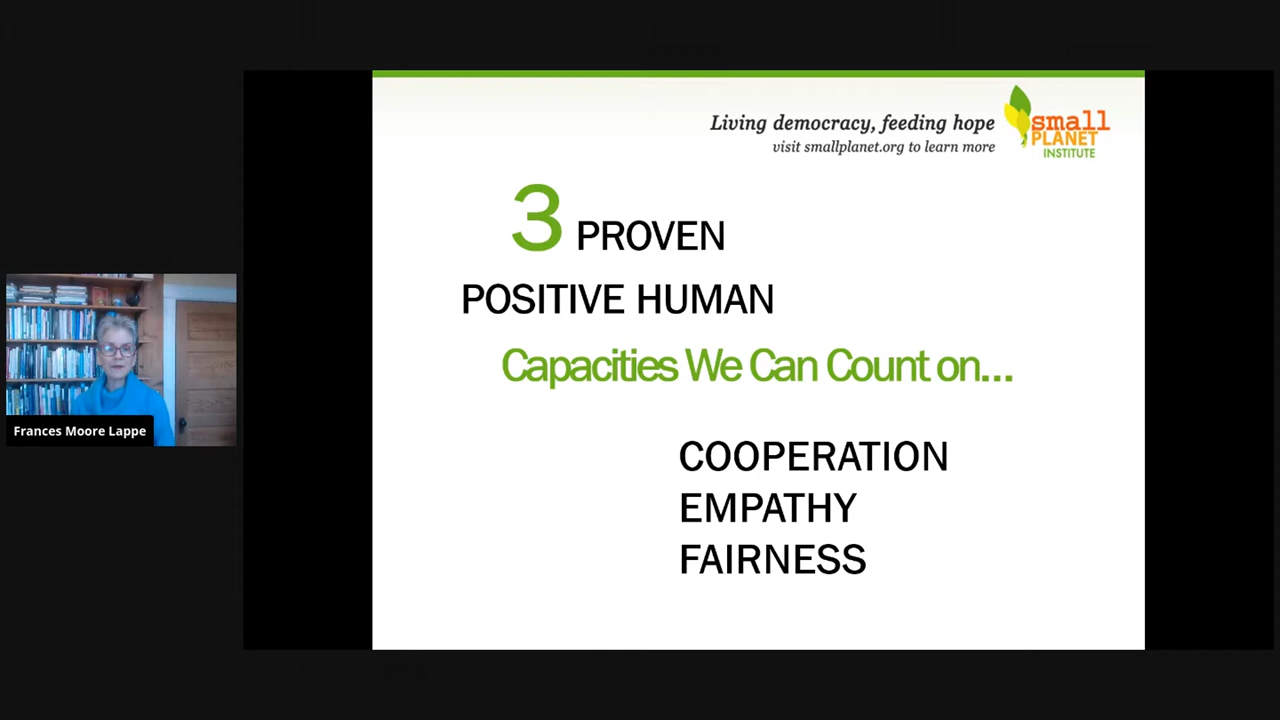 Living democracy, feeding hope
visit smallplanet.org to learn more
small
PLANET
INSTITUTE
3 PROVEN
POSITIVE HUMAN
Capacities We Can Count on...
COOPERATION
EMPATHY
FAIRNESS
Frances Moore Lappe